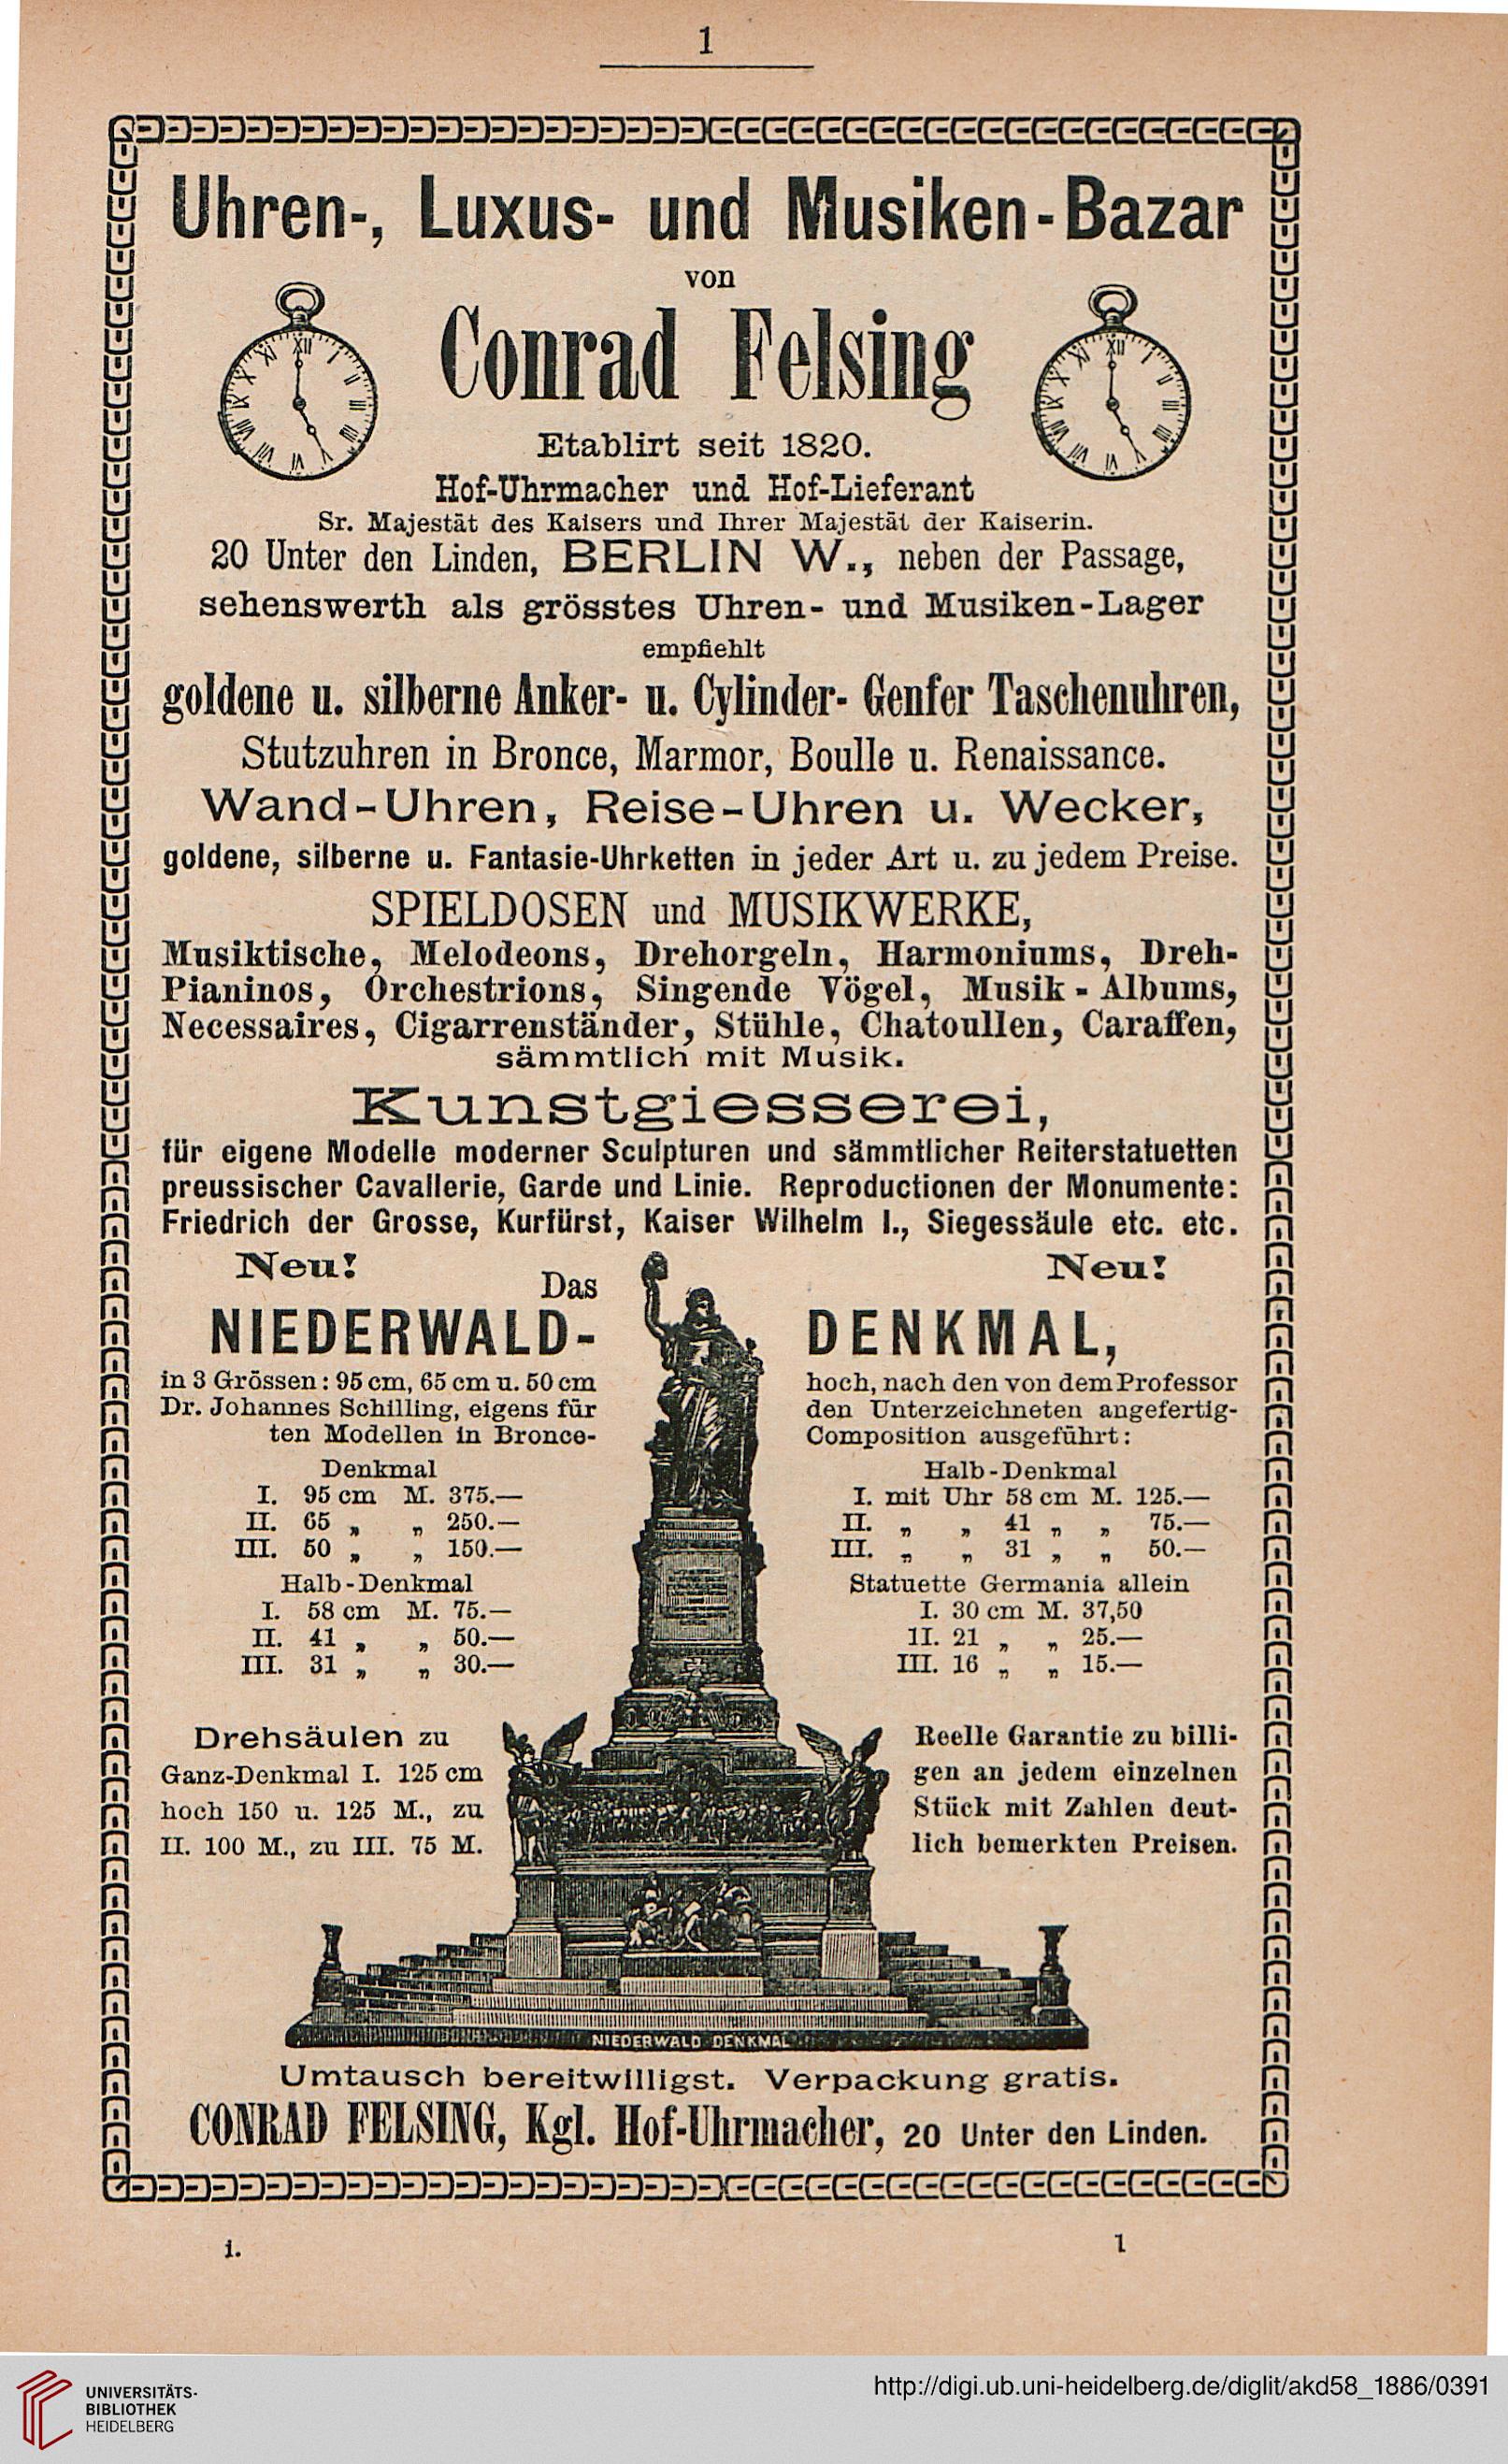 1
Uhren-, Luxus- und Musiken-Bazar
von
Conrad Felsing
Etablirt seit 1820.
Hof-Uhrmacher und Hof-Lieferant
Sr. Majestät des Kaisers und Ihrer Majestät der Kaiserin.
20 Unter den Linden, BERLIN W., neben der Passage,
sehenswerth als grösstes Uhren- und Musiken-Lager
empfiehlt
goldene u. silberne Anker- u. Cylinder- Genfer Taschenuhren,
Stutzuhren in Bronce, Marmor, Boulle u. Renaissance.
Wand-Uhren, Reise-Uhren u. Wecker,
goldene, silberne u. Fantasie-Uhrketten in jeder Art u. zu jedem Preise.
SPIELDOSEN und MUSIKWERKE,
Musiktische, Melodeons, Drehorgeln, Harmoniums, Dreh-
Pianinos, Orchestrions, Singende Vögel, Musik-Albums,
Necessaires, Cigarrenständer, Stühle, Chatoullen, Caraffen,
sämmtlich mit Musik.
Kunstgiesserei,
für eigene Modelle moderner Sculpturen und sämmtlicher Reiterstatuetten
preussischer Cavallerie, Garde und Linie. Reproductionen der Monumente:
Friedrich der Grosse, Kurfürst, Kaiser Wilhelm I., Siegessäule etc. etc.
Neu! Neu!
Das
NIEDERWALD- DENKMAL,
in 3 Grössen: 95 cm, 65 cm u. 50 cm hoch, nach den von dem Professor
Dr. Johannes Schilling, eigens für den Unterzeichneten angefertig-
ten Modellen in Bronce- Composition ausgeführt:
Denkmal
I. 95 cm M. 375.—
II. 65 „ „ 250.—
III. 50 „ „ 150.—
Halb-Denkmal
I. 58 cm M. 75.—
II. 41 „ „ 50.—
III. 31 „ „ 30.—
Halb-Denkmal
I. mit Uhr 58 cm M. 125.—
II. „ „ 41 „ „ 75.—
III. „ „ 31 „ „ 50.—
Statuette Germania allein
I. 30 cm M. 37,50
II. 21 „ „ 25.—
III. 16 „ „ 15.—
Drehsäulen zu
Ganz-Denkmal I. 125 cm
hoch 150 u. 125 M., zu
II. 100 M., zu III. 75 M.
Reelle Garantie zu billi-
gen an jedem einzelnen
Stück mit Zahlen deut-
lich bemerkten Preisen.
NIEDERWALD DENKMAL
Umtausch bereitwilligst. Verpackung gratis.
CONRAD FELSING, Kgl. Hof-Uhrmacher, 20 Unter den Linden.
i. 1
UNIVERSITÄTS-
BIBLIOTHEK
HEIDELBERG
http://digi.ub.uni-heidelberg.de/diglit/akd58_1886/0391